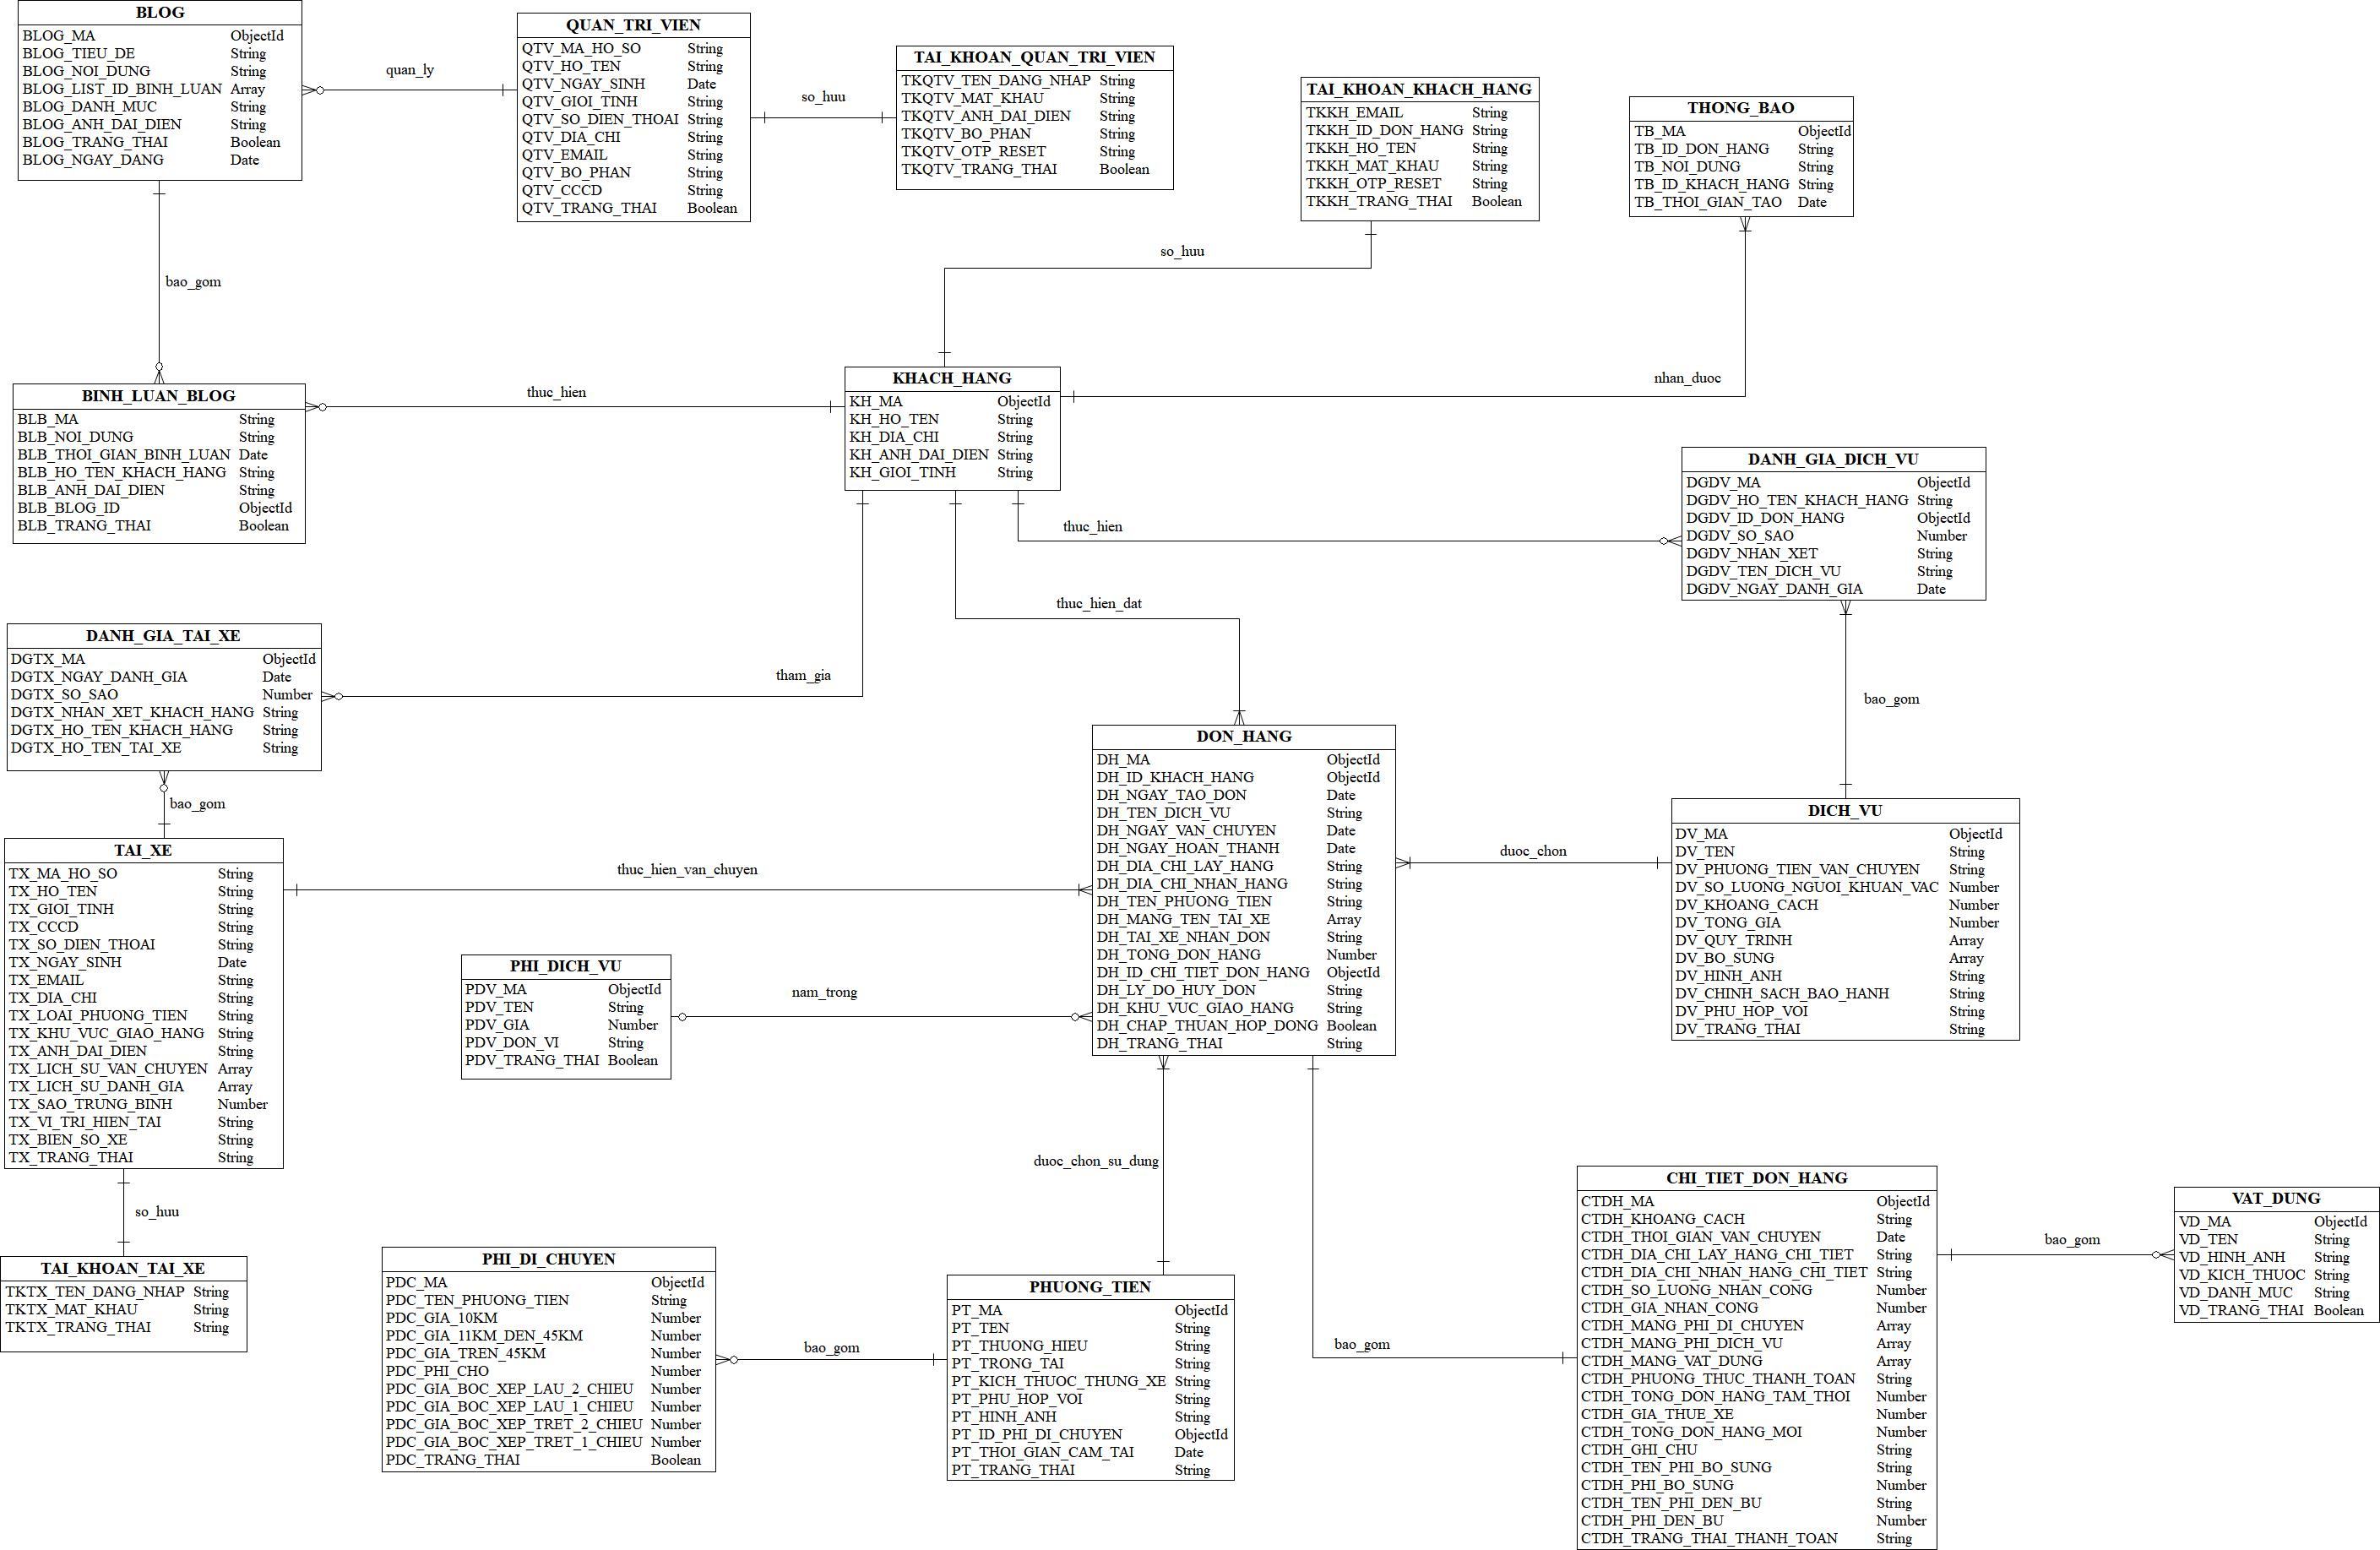 BLOG
BLOG_MA ObjectId
BLOG_TIEU_DE String
BLOG_NOI_DUNG String
BLOG_LIST_ID_BINH_LUAN Array
BLOG_DANH_MUC String
BLOG_ANH_DAI_DIEN String
BLOG_TRANG_THAI Boolean
BLOG_NGAY_DANG Date
quan_ly
QUAN_TRI_VIEN
QTV_MA_HO_SO String
QTV_HO_TEN String
QTV_NGAY_SINH Date
QTV_GIOI_TINH String
QTV_SO_DIEN_THOAI String
QTV_DIA_CHI String
QTV_EMAIL String
QTV_BO_PHAN String
QTV_CCCD String
QTV_TRANG_THAI Boolean
so_huu
TAI_KHOAN_QUAN_TRI_VIEN
TKQTV_TEN_DANG_NHAP String
TKQTV_MAT_KHAU String
TKQTV_ANH_DAI_DIEN String
TKQTV_BO_PHAN String
TKQTV_OTP_RESET String
TKQTV_TRANG_THAI Boolean
TAI_KHOAN_KHACH_HANG
TKKH_EMAIL String
TKKH_ID_DON_HANG String
TKKH_HO_TEN String
TKKH_MAT_KHAU String
TKKH_OTP_RESET String
TKKH_TRANG_THAI Boolean
THONG_BAO
TB_MA ObjectId
TB_ID_DON_HANG String
TB_NOI_DUNG String
TB_ID_KHACH_HANG String
TB_THOI_GIAN_TAO Date
so_huu
bao_gom
nhan_duoc
thuc_hien
BINH_LUAN_BLOG
BLB_MA String
BLB_NOI_DUNG String
BLB_THOI_GIAN_BINH_LUAN Date
BLB_HO_TEN_KHACH_HANG String
BLB_ANH_DAI_DIEN String
BLB_BLOG_ID ObjectId
BLB_TRANG_THAI Boolean
KHACH_HANG
KH_MA ObjectId
KH_HO_TEN String
KH_DIA_CHI String
KH_ANH_DAI_DIEN String
KH_GIOI_TINH String
DANH_GIA_DICH_VU
DGDV_MA ObjectId
DGDV_HO_TEN_KHACH_HANG String
DGDV_ID_DON_HANG ObjectId
DGDV_SO_SAO Number
DGDV_NHAN_XET String
DGDV_TEN_DICH_VU String
DGDV_NGAY_DANH_GIA Date
thuc_hien
thuc_hien_dat
tham_gia
bao_gom
DANH_GIA_TAI_XE
DGTX_MA ObjectId
DGTX_NGAY_DANH_GIA Date
DGTX_SO_SAO Number
DGTX_NHAN_XET_KHACH_HANG String
DGTX_HO_TEN_KHACH_HANG String
DGTX_HO_TEN_TAI_XE String
bao_gom
TAI_XE
TX_MA_HO_SO String
TX_HO_TEN String
TX_GIOI_TINH String
TX_CCCD String
TX_SO_DIEN_THOAI String
TX_NGAY_SINH Date
TX_EMAIL String
TX_DIA_CHI String
TX_LOAI_PHUONG_TIEN String
TX_KHU_VUC_GIAO_HANG String
TX_ANH_DAI_DIEN String
TX_LICH_SU_VAN_CHUYEN Array
TX_LICH_SU_DANH_GIA Array
TX_SAO_TRUNG_BINH Number
TX_VI_TRI_HIEN_TAI String
TX_BIEN_SO_XE String
TX_TRANG_THAI String
thuc_hien_van_chuyen
DON_HANG
DH_MA ObjectId
DH_ID_KHACH_HANG ObjectId
DH_NGAY_TAO_DON Date
DH_TEN_DICH_VU String
DH_NGAY_VAN_CHUYEN Date
DH_NGAY_HOAN_THANH Date
DH_DIA_CHI_LAY_HANG String
DH_DIA_CHI_NHAN_HANG String
DH_TEN_PHUONG_TIEN String
DH_MANG_TEN_TAI_XE Array
DH_TAI_XE_NHAN_DON String
DH_TONG_DON_HANG Number
DH_ID_CHI_TIET_DON_HANG ObjectId
DH_LY_DO_HUY_DON String
DH_KHU_VUC_GIAO_HANG String
DH_CHAP_THUAN_HOP_DONG Boolean
DH_TRANG_THAI String
duoc_chon
DICH_VU
DV_MA ObjectId
DV_TEN String
DV_PHUONG_TIEN_VAN_CHUYEN String
DV_SO_LUONG_NGUOI_KHUAN_VAC Number
DV_KHOANG_CACH Number
DV_TONG_GIA Number
DV_QUY_TRINH Array
DV_BO_SUNG Array
DV_HINH_ANH String
DV_CHINH_SACH_BAO_HANH String
DV_PHU_HOP_VOI String
DV_TRANG_THAI String
PHI_DICH_VU
PDV_MA ObjectId
PDV_TEN String
PDV_GIA Number
PDV_DON_VI String
PDV_TRANG_THAI Boolean
nam_trong
duoc_chon_su_dung
so_huu
TAI_KHOAN_TAI_XE
TKTX_TEN_DANG_NHAP String
TKTX_MAT_KHAU String
TKTX_TRANG_THAI String
PHI_DI_CHUYEN
PDC_MA ObjectId
PDC_TEN_PHUONG_TIEN String
PDC_GIA_10KM Number
PDC_GIA_11KM_DEN_45KM Number
PDC_GIA_TREN_45KM Number
PDC_PHI_CHO Number
PDC_GIA_BOC_XEP_LAU_2_CHIEU Number
PDC_GIA_BOC_XEP_LAU_1_CHIEU Number
PDC_GIA_BOC_XEP_TRET_2_CHIEU Number
PDC_GIA_BOC_XEP_TRET_1_CHIEU Number
PDC_TRANG_THAI Boolean
bao_gom
PHUONG_TIEN
PT_MA ObjectId
PT_TEN String
PT_THUONG_HIEU String
PT_TRONG_TAI String
PT_KICH_THUOC_THUNG_XE String
PT_PHU_HOP_VOI String
PT_HINH_ANH String
PT_ID_PHI_DI_CHUYEN ObjectId
PT_THOI_GIAN_CAM_TAI Date
PT_TRANG_THAI String
bao_gom
CHI_TIET_DON_HANG
CTDH_MA ObjectId
CTDH_KHOANG_CACH String
CTDH_THOI_GIAN_VAN_CHUYEN Date
CTDH_DIA_CHI_LAY_HANG_CHI_TIET String
CTDH_DIA_CHI_NHAN_HANG_CHI_TIET String
CTDH_SO_LUONG_NHAN_CONG Number
CTDH_GIA_NHAN_CONG Number
CTDH_MANG_PHI_DI_CHUYEN Array
CTDH_MANG_PHI_DICH_VU Array
CTDH_MANG_VAT_DUNG Array
CTDH_PHUONG_THUC_THANH_TOAN String
CTDH_TONG_DON_HANG_TAM_THOI Number
CTDH_GIA_THUE_XE Number
CTDH_TONG_DON_HANG_MOI Number
CTDH_GHI_CHU String
CTDH_TEN_PHI_BO_SUNG String
CTDH_PHI_BO_SUNG Number
CTDH_TEN_PHI_DEN_BU String
CTDH_PHI_DEN_BU Number
CTDH_TRANG_THAI_THANH_TOAN String
bao_gom
VAT_DUNG
VD_MA ObjectId
VD_TEN String
VD_HINH_ANH String
VD_KICH_THUOC String
VD_DANH_MUC String
VD_TRANG_THAI Boolean